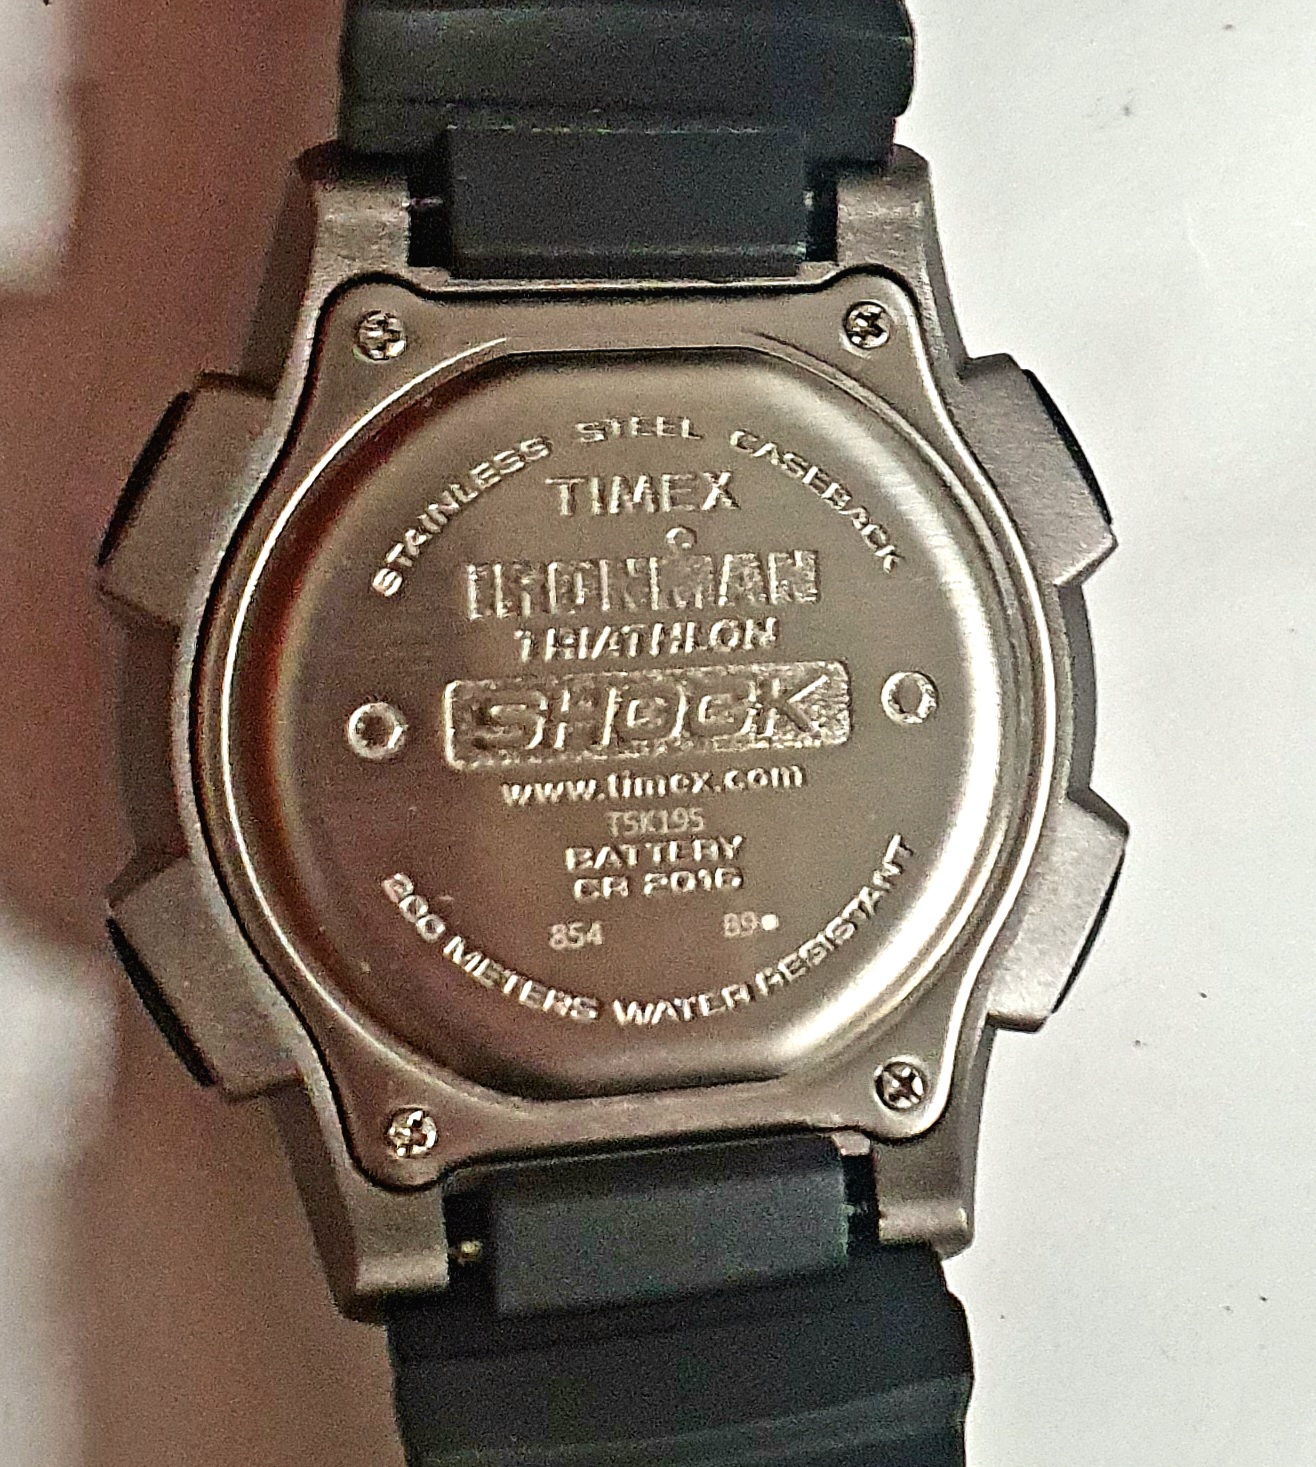 STAINLESS STEEL CASEBACK
TIMEX
IRONMAN
TRIATHLON
SHOCK
www.timex.com
T5K195
BATTERY
CR 2016
854 B9
200 METERS WATER RESISTANT